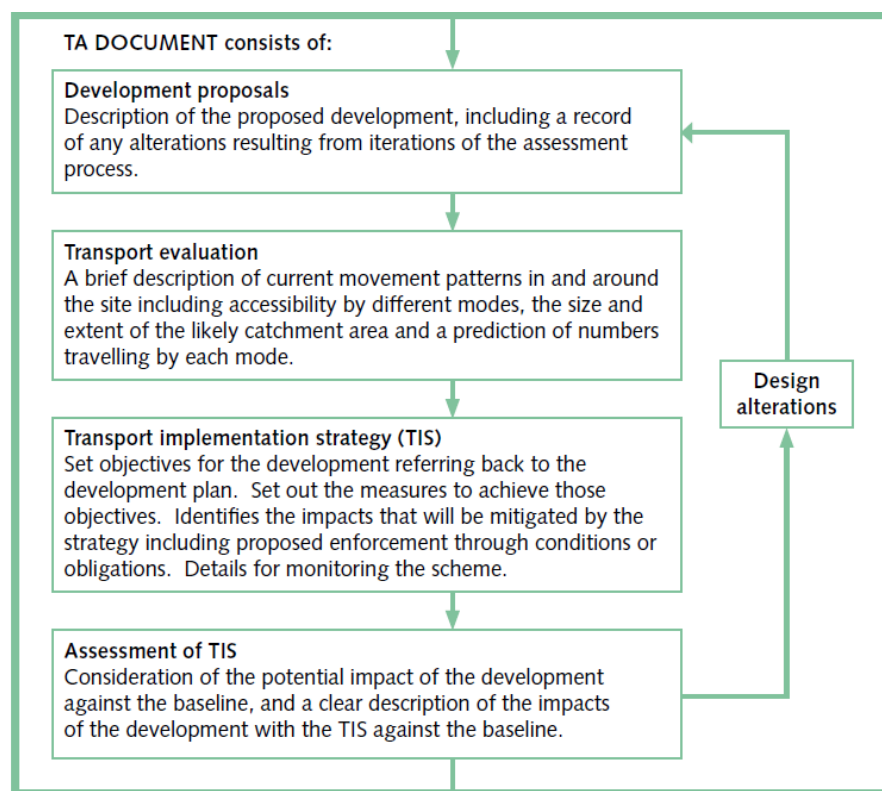 TA DOCUMENT consists of:
Development proposals
Description of the proposed development, including a record
of any alterations resulting from iterations of the assessment
process.
Transport evaluation
A brief description of current movement patterns in and around
the site including accessibility by different modes, the size and
extent of the likely catchment area and a prediction of numbers
travelling by each mode.
Transport implementation strategy (TIS)
Set objectives for the development referring back to the
development plan.  Set out the measures to achieve those
objectives.  Identifies the impacts that will be mitigated by the
strategy including proposed enforcement through conditions or
obligations.  Details for monitoring the scheme.
Assessment of TIS
Consideration of the potential impact of the development
against the baseline, and a clear description of the impacts
of the development with the TIS against the baseline.
Design
alterations